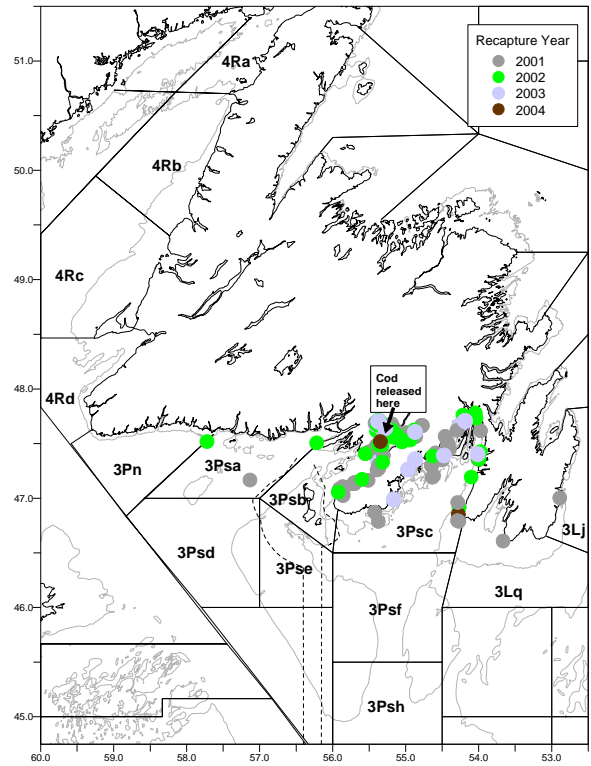 Recapture Year
2001
2002
2003
2004
51.0
50.0
49.0
48.0
47.0
46.0
45.0
4Ra
4Rb
4Rc
4Rd
Cod
released
here
3Pn
3Psa
3Psb
3Psc
3Lj
3Psd
3Pse
3Psf
3Lq
3Psh
60.0 59.0 58.0 57.0 56.0 55.0 54.0 53.0